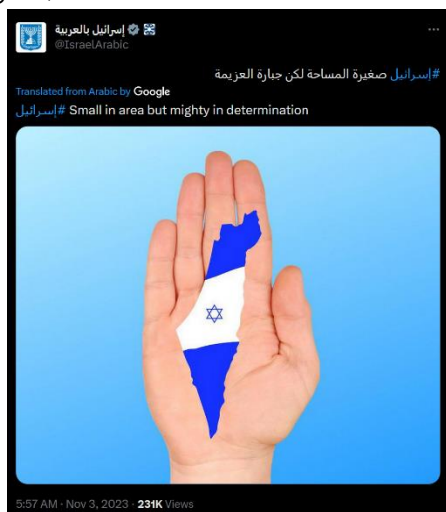 إسرائيل بالعربية
@IsraelArabic
#إسرائيل صغيرة المساحة لكن جبارة العزيمة
Translated from Arabic by Google
#إسرائيل Small in area but mighty in determination
5:57 AM · Nov 3, 2023 · 231K Views